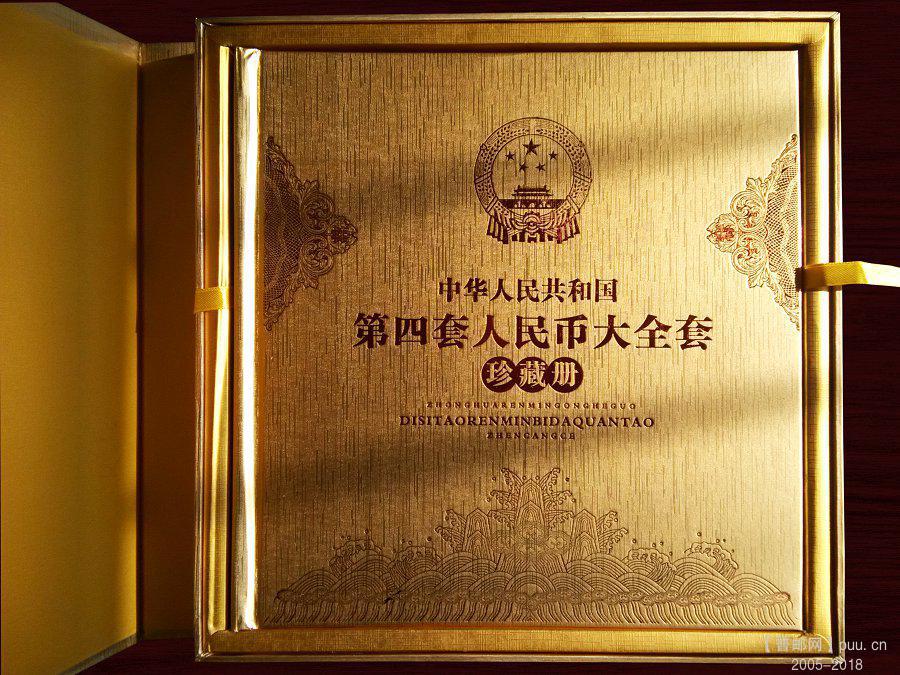 中华人民共和国
第四套人民币大全套
珍藏册
ZHONGHUARENMINGONGHEGUO
DISITAORENMINBIDAQUANTAO
ZHENCANGCE
【普邮网】puu.cn
2005-2018